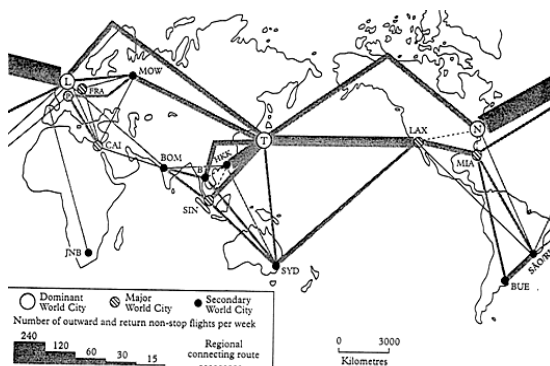 L
MOW
P
FRA
CAI
BOM
HKK
T
B
SIN
JNB
SYD
LAX
N
MIA
BUE
Dominant
World City
Major
World City
Secondary
World City
Number of outward and return non-stop flights per week
240
120
60
30
15
Regional
connecting route
0 3000
Kilometres